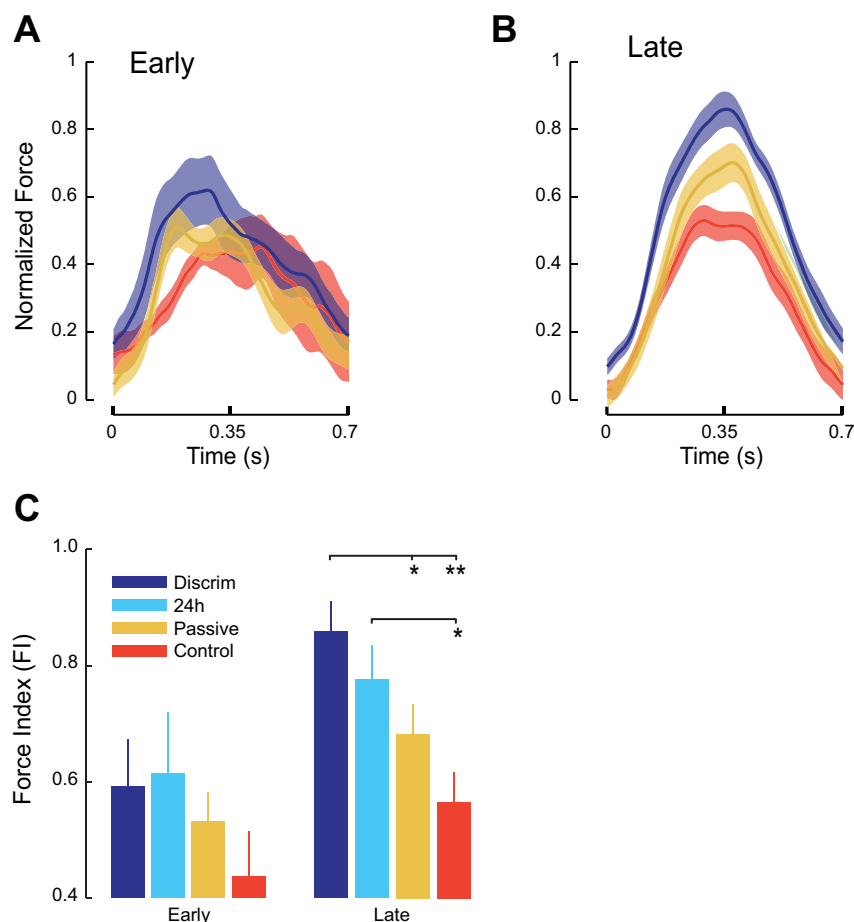 A
Early
1
0.8
0.6
0.4
0.2
0
Normalized Force
0 0.35 0.7
Time (s)
B
Late
1
0.8
0.6
0.4
0.2
0
0 0.35 0.7
Time (s)
C
1.0
0.8
0.6
0.4
Force Index (FI)
Discrim
24h
Passive
Control
* **
*
Early Late